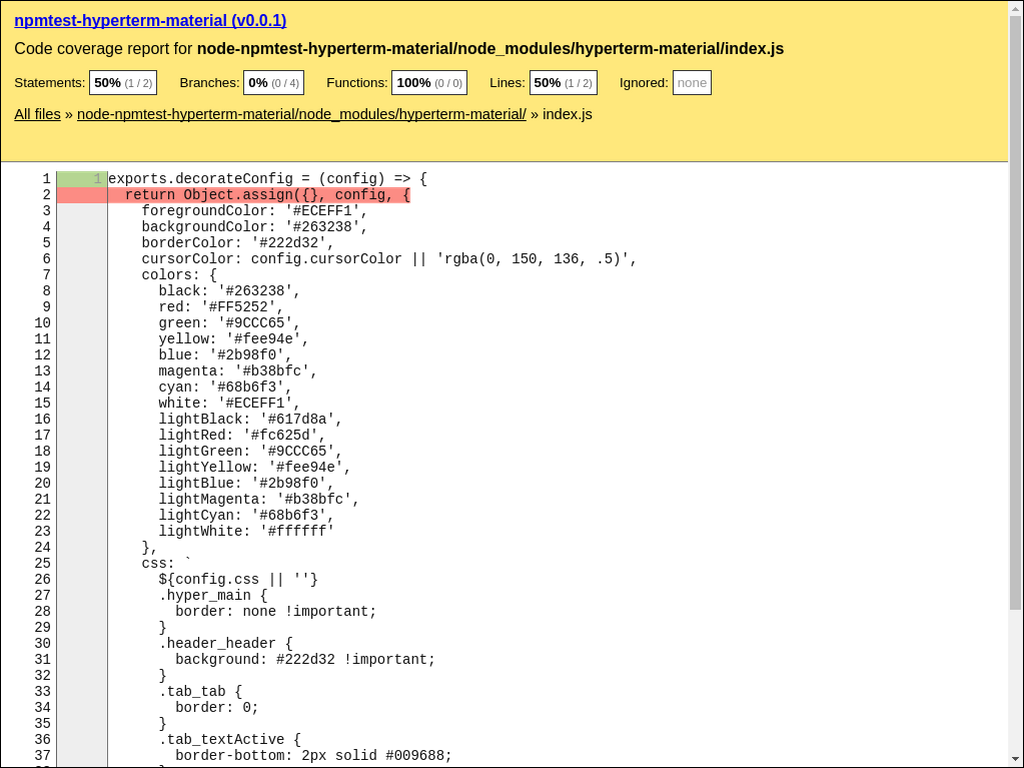 npmtest-hyperterm-material (v0.0.1)
Code coverage report for node-npmtest-hyperterm-material/node_modules/hyperterm-material/index.js
Statements: 50% (1 / 2) Branches: 0% (0 / 4) Functions: 100% (0 / 0) Lines: 50% (1 / 2) Ignored: none
All files » node-npmtest-hyperterm-material/node_modules/hyperterm-material/ » index.js
1 1 exports.decorateConfig = (config) => {
2 return Object.assign({}, config, {
3 foregroundColor: '#ECEFF1',
4 backgroundColor: '#263238',
5 borderColor: '#222d32',
6 cursorColor: config.cursorColor || 'rgba(0, 150, 136, .5)',
7 colors: {
8 black: '#263238',
9 red: '#FF5252',
10 green: '#9CCC65',
11 yellow: '#fee94e',
12 blue: '#2b98f0',
13 magenta: '#b38bfc',
14 cyan: '#68b6f3',
15 white: '#ECEFF1',
16 lightBlack: '#617d8a',
17 lightRed: '#fc625d',
18 lightGreen: '#9CCC65',
19 lightYellow: '#fee94e',
20 lightBlue: '#2b98f0',
21 lightMagenta: '#b38bfc',
22 lightCyan: '#68b6f3',
23 lightWhite: '#ffffff'
24 },
25 css: `
26 ${config.css || ''}
27 .hyper_main {
28 border: none !important;
29 }
30 .header_header {
31 background: #222d32 !important;
32 }
33 .tab_tab {
34 border: 0;
35 }
36 .tab_textActive {
37 border-bottom: 2px solid #009688;